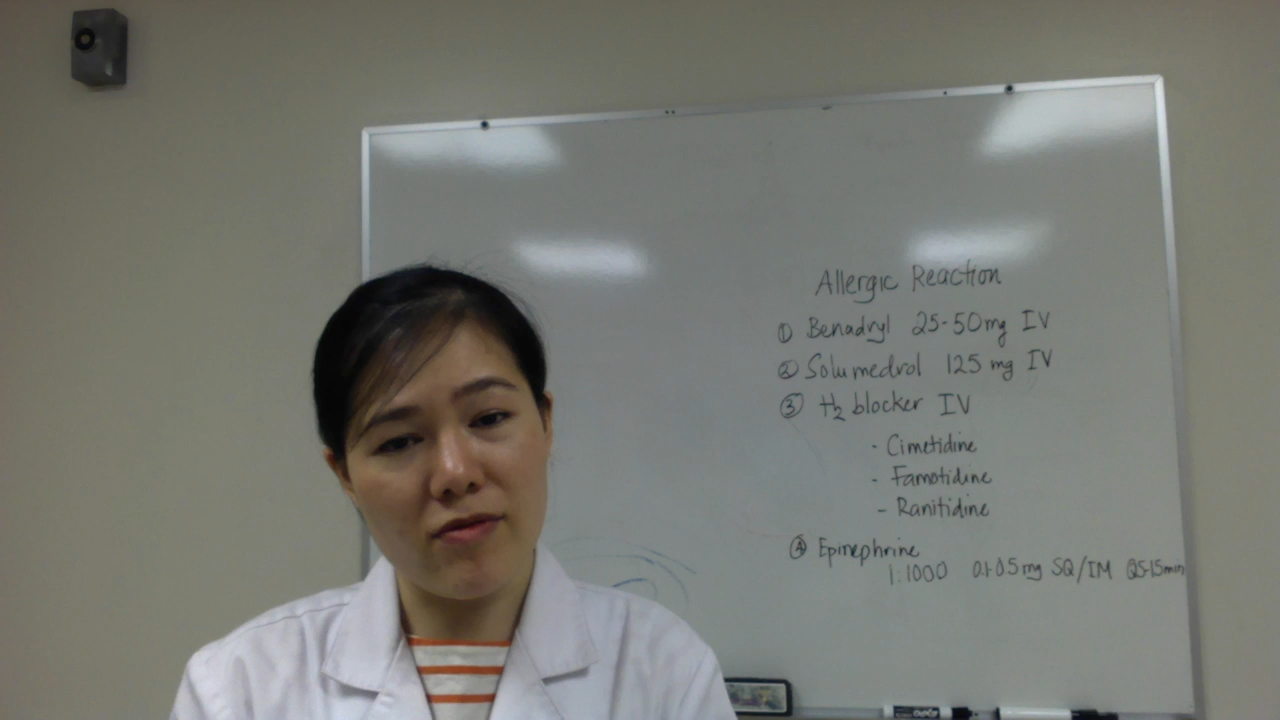 Allergic Reaction
① Benadryl 25-50mg IV
② Solumedrol 125 mg IV
③ H₂ blocker IV
- Cimetidine
- Famotidine
- Ranitidine
④ Epinephrine
1:1000 0.1-0.5mg SQ/IM Q5-15min
EXPO